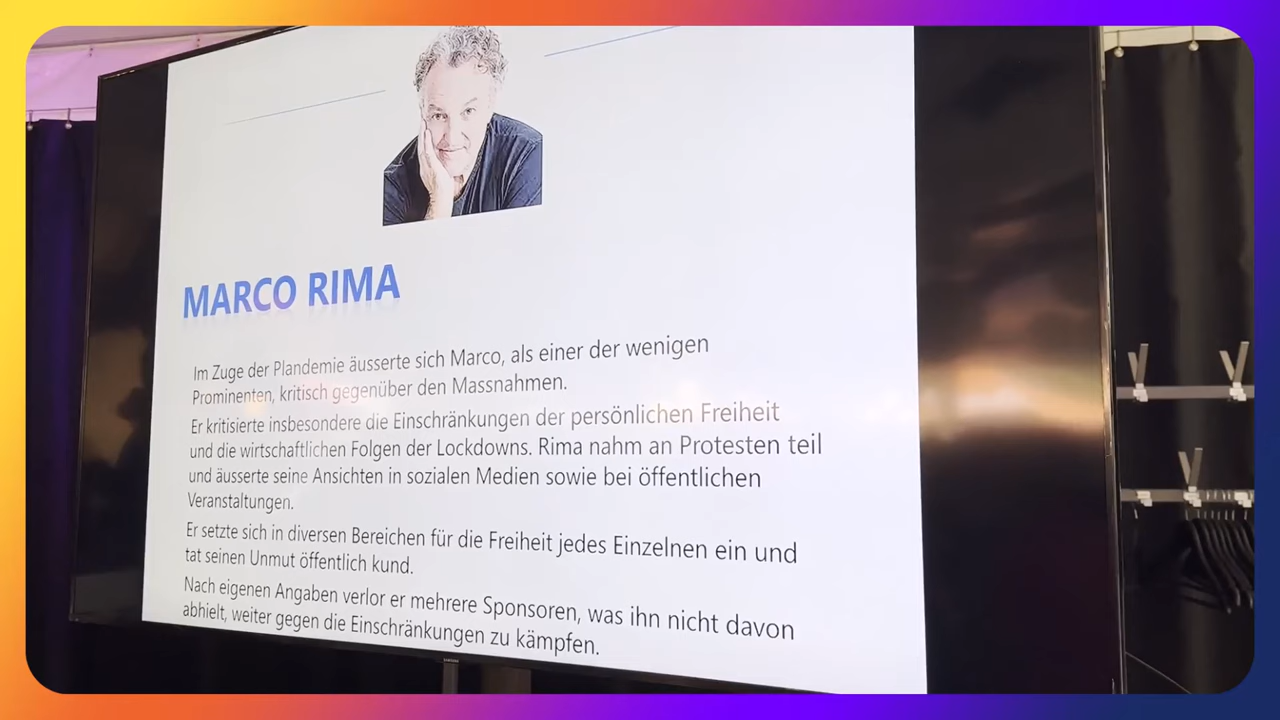 MARCO RIMA
Im Zuge der Plandemie äusserte sich Marco, als einer der wenigen
Prominenten, kritisch gegenüber den Massnahmen.
Er kritisierte insbesondere die Einschränkungen der persönlichen Freiheit
und die wirtschaftlichen Folgen der Lockdowns. Rima nahm an Protesten teil
und äusserte seine Ansichten in sozialen Medien sowie bei öffentlichen
Veranstaltungen.
Er setzte sich in diversen Bereichen für die Freiheit jedes Einzelnen ein und
tat seinen Unmut öffentlich kund.
Nach eigenen Angaben verlor er mehrere Sponsoren, was ihn nicht davon
abhielt, weiter gegen die Einschränkungen zu kämpfen.
SAMSUNG